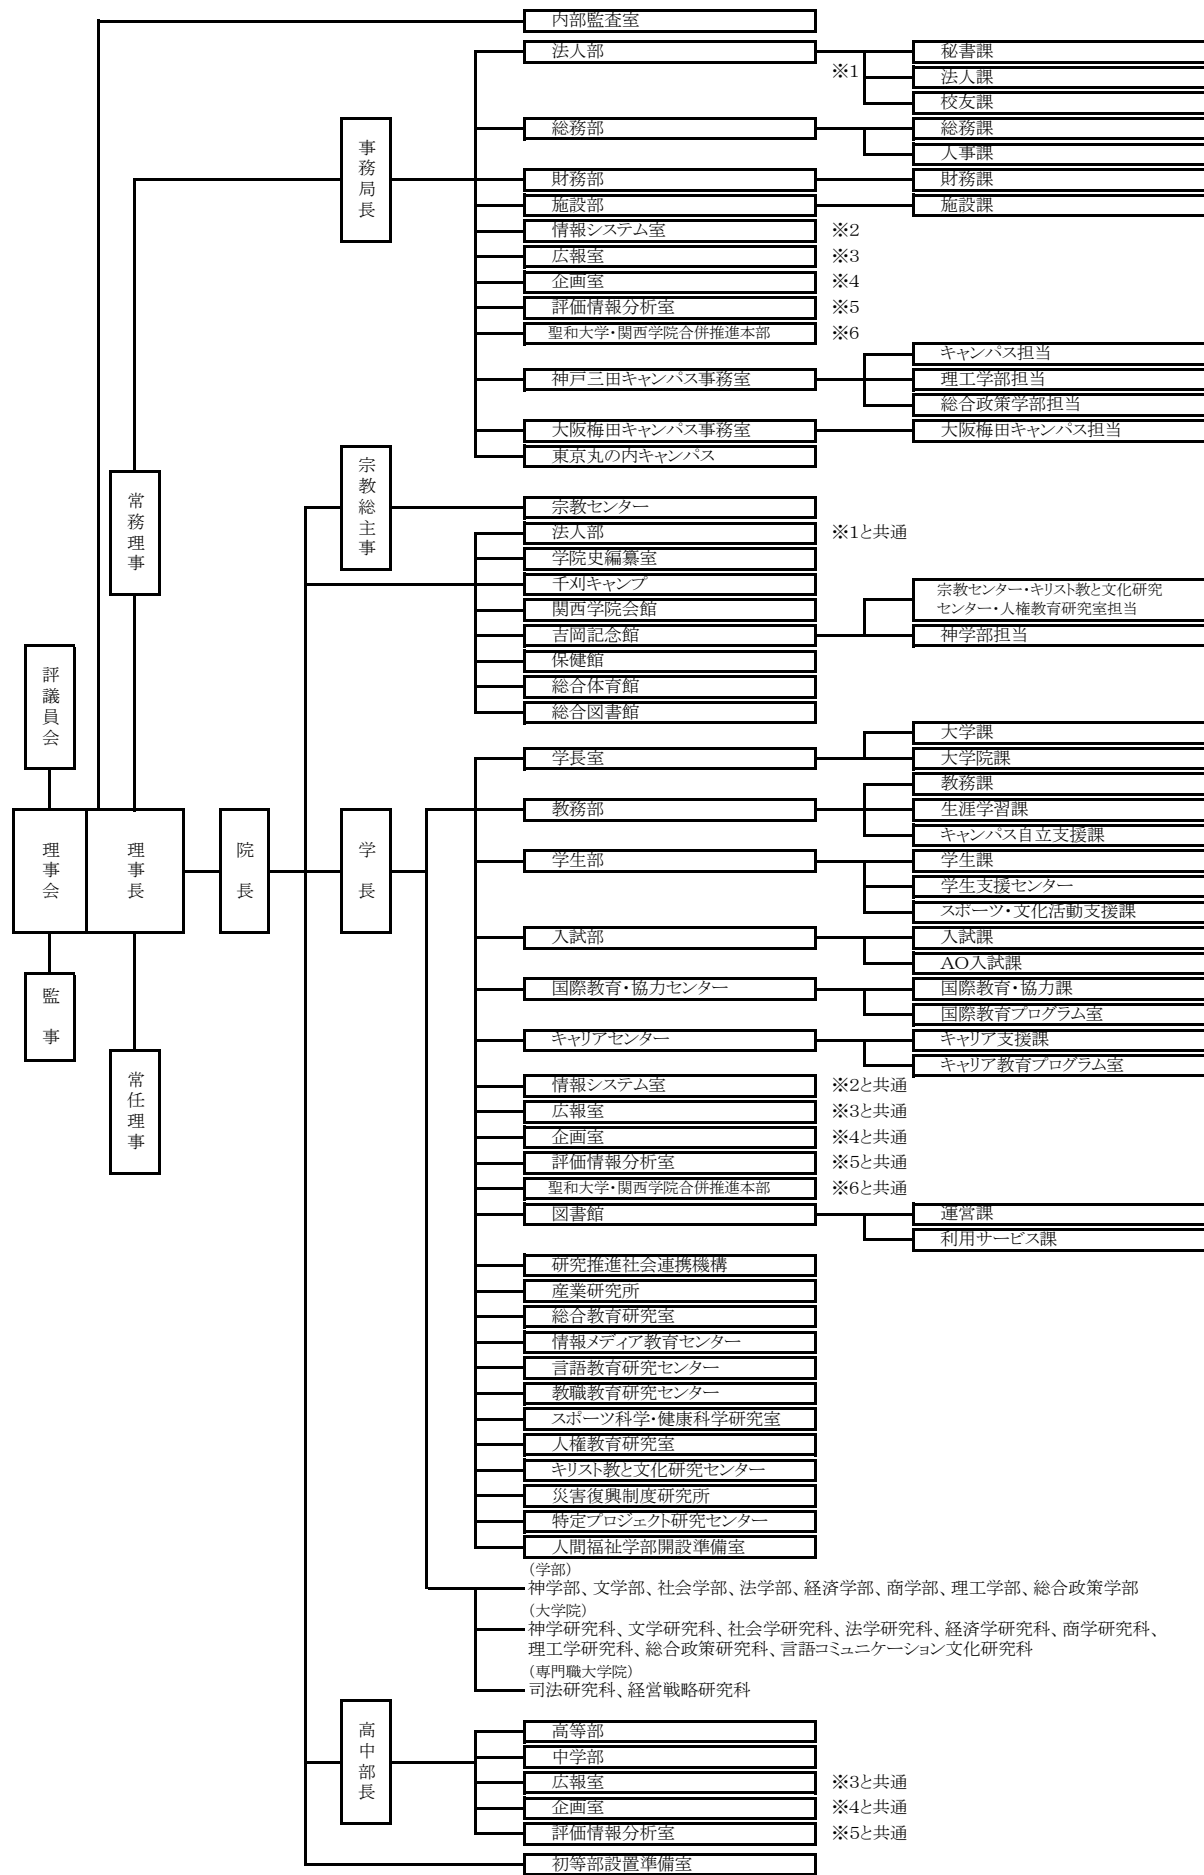 内部監査室
法人部
※1
秘書課
法人課
校友課
総務部
総務課
人事課
事務局長
財務部
財務課
施設部
施設課
情報システム室 ※2
広報室 ※3
企画室 ※4
評価情報分析室 ※5
聖和大学・関西学院合併推進本部 ※6
神戸三田キャンパス事務室
キャンパス担当
理工学部担当
総合政策学部担当
大阪梅田キャンパス事務室
大阪梅田キャンパス担当
東京丸の内キャンパス
宗教総主事
常務理事
宗教センター
法人部 ※1と共通
学院史編纂室
千刈キャンプ
関西学院会館
吉岡記念館
宗教センター・キリスト教と文化研究
センター・人権教育研究室担当
神学部担当
保健館
総合体育館
総合図書館
評議員会
理事会
理事長
院長
学長
監事
常任理事
学長室
大学課
大学院課
教務部
教務課
生涯学習課
キャンパス自立支援課
学生部
学生課
学生支援センター
スポーツ・文化活動支援課
入試部
入試課
AO入試課
国際教育・協力センター
国際教育・協力課
国際教育プログラム室
キャリアセンター
キャリア支援課
キャリア教育プログラム室
情報システム室 ※2と共通
広報室 ※3と共通
企画室 ※4と共通
評価情報分析室 ※5と共通
聖和大学・関西学院合併推進本部 ※6と共通
図書館
運営課
利用サービス課
研究推進社会連携機構
産業研究所
総合教育研究室
情報メディア教育センター
言語教育研究センター
教職教育研究センター
スポーツ科学・健康科学研究室
人権教育研究室
キリスト教と文化研究センター
災害復興制度研究所
特定プロジェクト研究センター
人間福祉学部開設準備室
(学部)
神学部、文学部、社会学部、法学部、経済学部、商学部、理工学部、総合政策学部
(大学院)
神学研究科、文学研究科、社会学研究科、法学研究科、経済学研究科、商学研究科、
理工学研究科、総合政策研究科、言語コミュニケーション文化研究科
(専門職大学院)
司法研究科、経営戦略研究科
高中部長
高等部
中学部
広報室 ※3と共通
企画室 ※4と共通
評価情報分析室 ※5と共通
初等部設置準備室